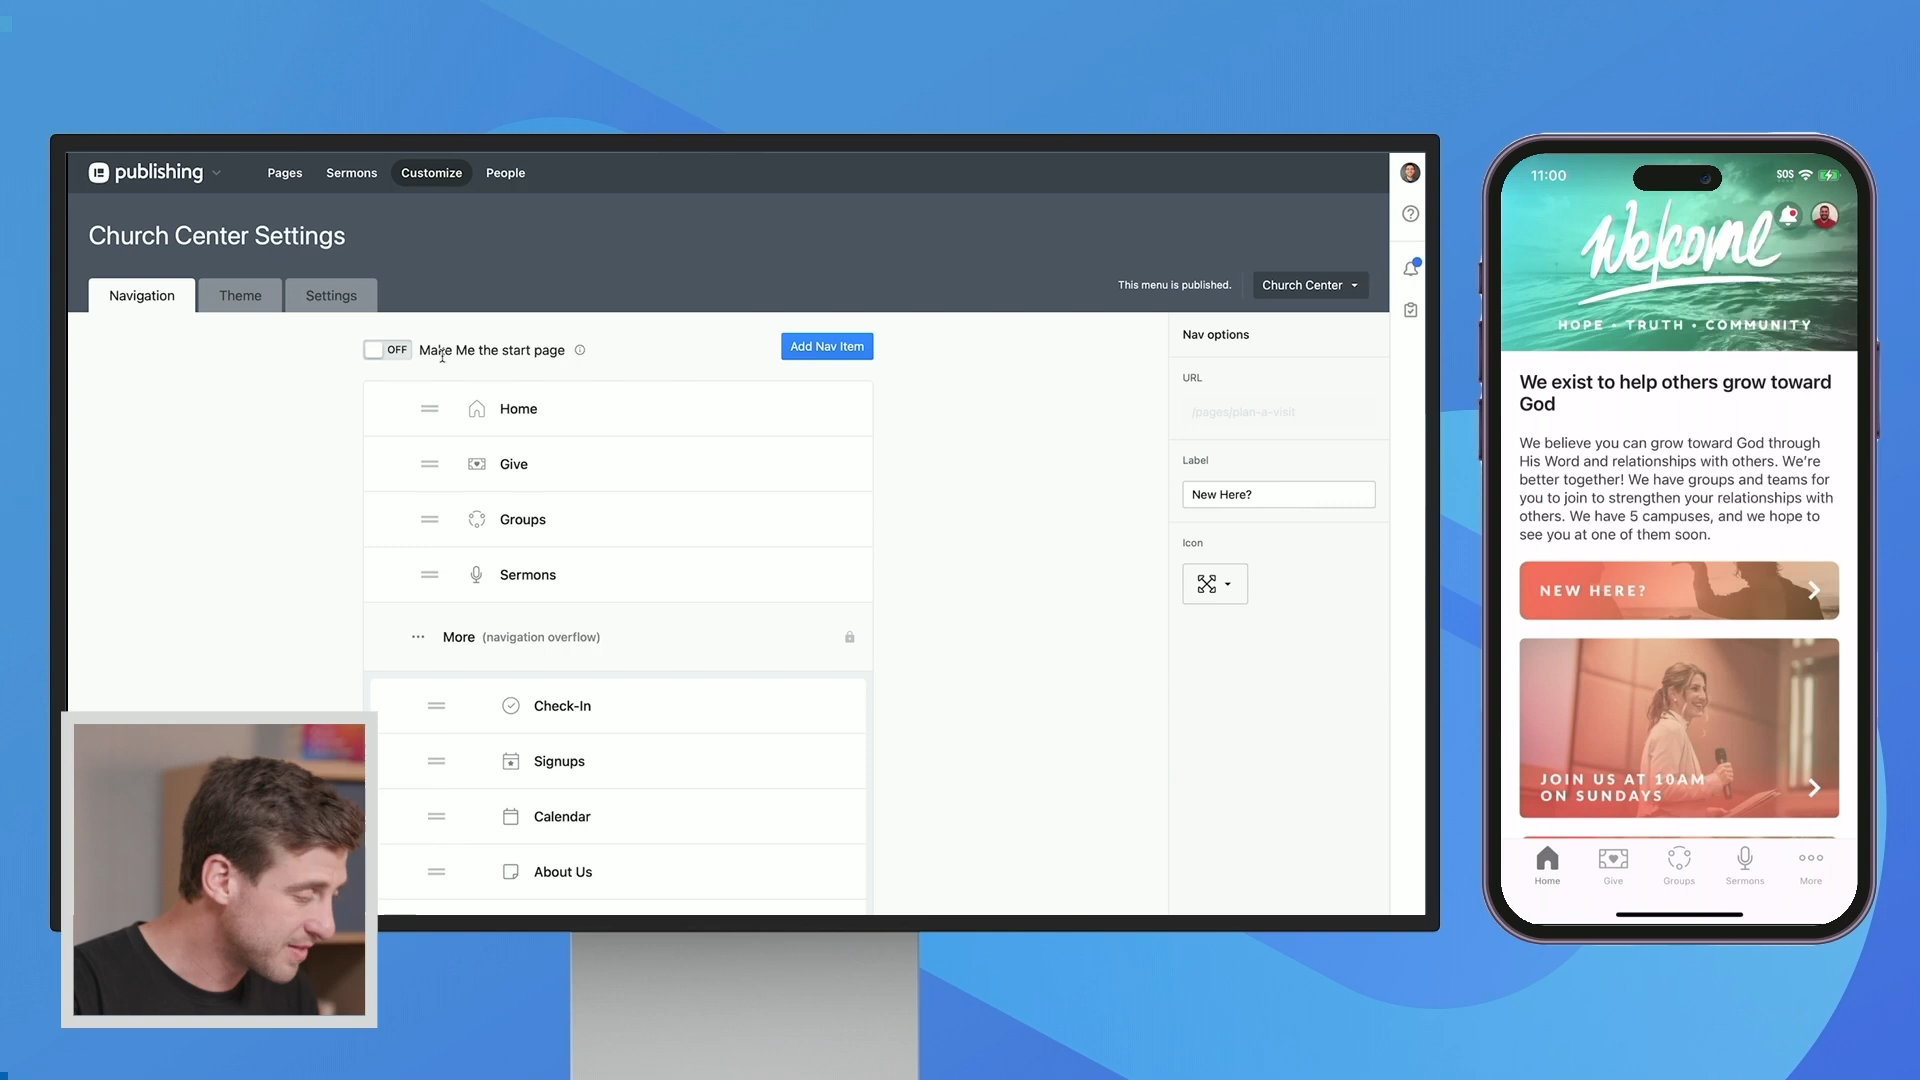 publishing
Pages
Sermons
Customize
People
Church Center Settings
Navigation
Theme
Settings
This menu is published.
Church Center
OFF
Make Me the start page
Add Nav Item
Home
Give
Groups
Sermons
More (navigation overflow)
Check-In
Signups
Calendar
About Us
Nav options
URL
/pages/plan-a-visit
Label
New Here?
Icon
11:00
SOS
Welcome
HOPE • TRUTH • COMMUNITY
We exist to help others grow toward
God
We believe you can grow toward God through
His Word and relationships with others. We're
better together! We have groups and teams for
you to join to strengthen your relationships with
others. We have 5 campuses, and we hope to
see you at one of them soon.
NEW HERE?
JOIN US AT 10AM
ON SUNDAYS
Home
Give
Groups
Sermons
More